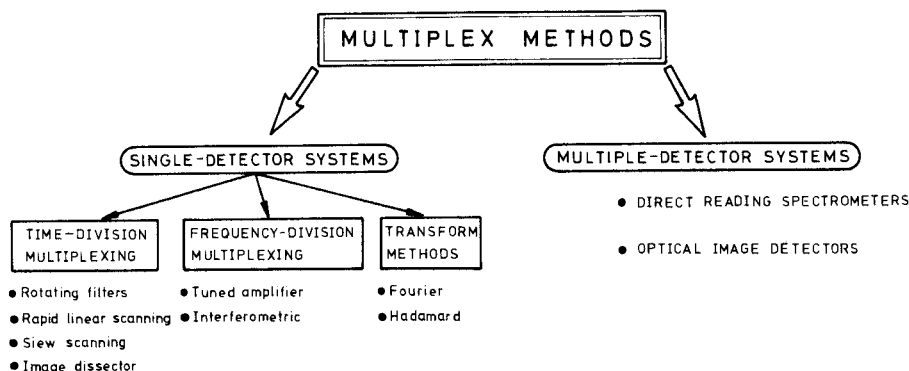 MULTIPLEX METHODS
SINGLE-DETECTOR SYSTEMS
MULTIPLE-DETECTOR SYSTEMS
TIME-DIVISION
MULTIPLEXING
FREQUENCY-DIVISION
MULTIPLEXING
TRANSFORM
METHODS
● Rotating filters
● Rapid linear scanning
● Siew scanning
● Image dissector
● Tuned amplifier
● Interferometric
● Fourier
● Hadamard
● DIRECT READING SPECTROMETERS
● OPTICAL IMAGE DETECTORS